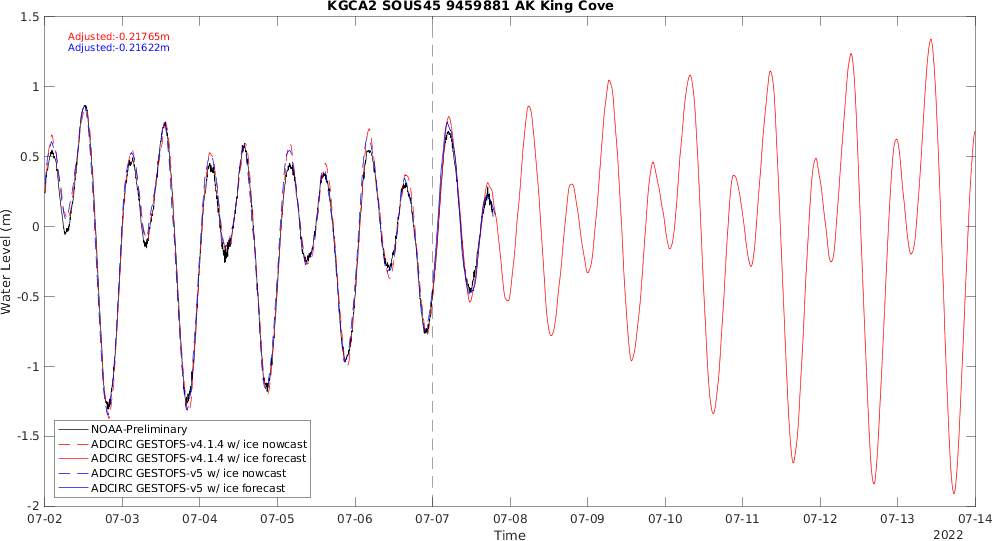 KGCA2 SOUS45 9459881 AK King Cove
Adjusted:-0.21765m
Adjusted:-0.21622m
Water Level (m)
1.5
1
0.5
0
-0.5
-1
-1.5
-2
NOAA-Preliminary
ADCIRC GESTOFS-v4.1.4 w/ ice nowcast
ADCIRC GESTOFS-v4.1.4 w/ ice forecast
ADCIRC GESTOFS-v5 w/ ice nowcast
ADCIRC GESTOFS-v5 w/ ice forecast
07-02 07-03 07-04 07-05 07-06 07-07 07-08 07-09 07-10 07-11 07-12 07-13 07-14
Time
2022